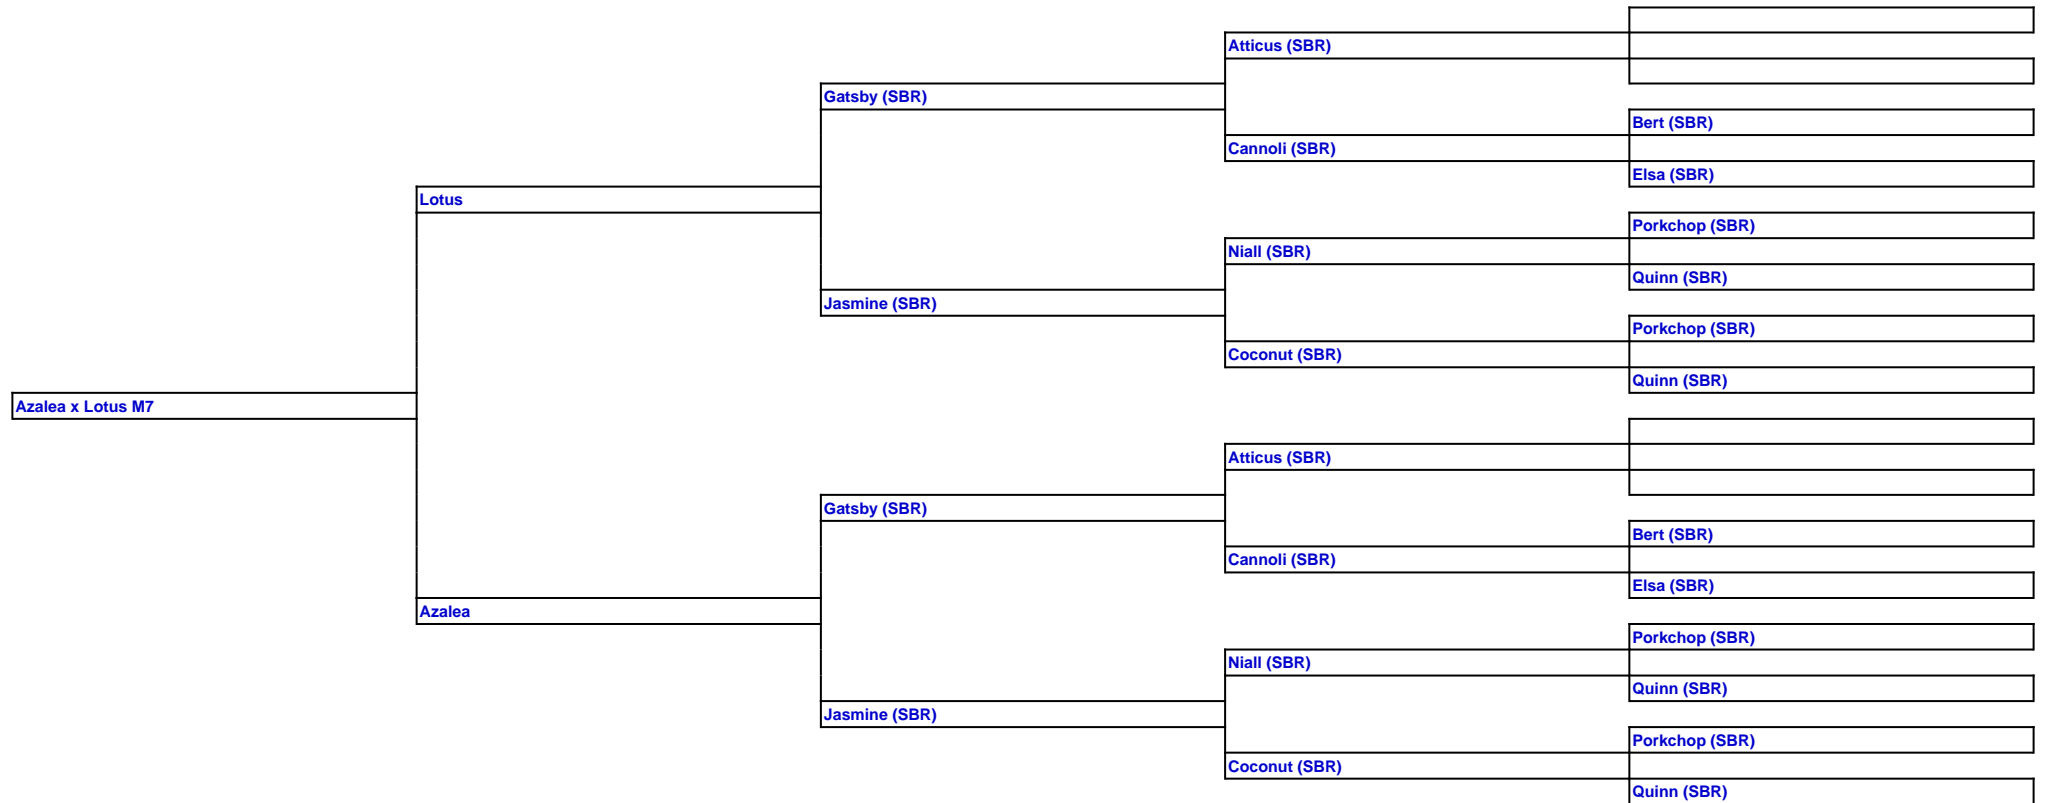 Atticus (SBR)
Gatsby (SBR)
Bert (SBR)
Cannoli (SBR)
Elsa (SBR)
Lotus
Porkchop (SBR)
Niall (SBR)
Quinn (SBR)
Jasmine (SBR)
Porkchop (SBR)
Coconut (SBR)
Quinn (SBR)
Azalea x Lotus M7
Atticus (SBR)
Gatsby (SBR)
Bert (SBR)
Cannoli (SBR)
Elsa (SBR)
Azalea
Porkchop (SBR)
Niall (SBR)
Quinn (SBR)
Jasmine (SBR)
Porkchop (SBR)
Coconut (SBR)
Quinn (SBR)